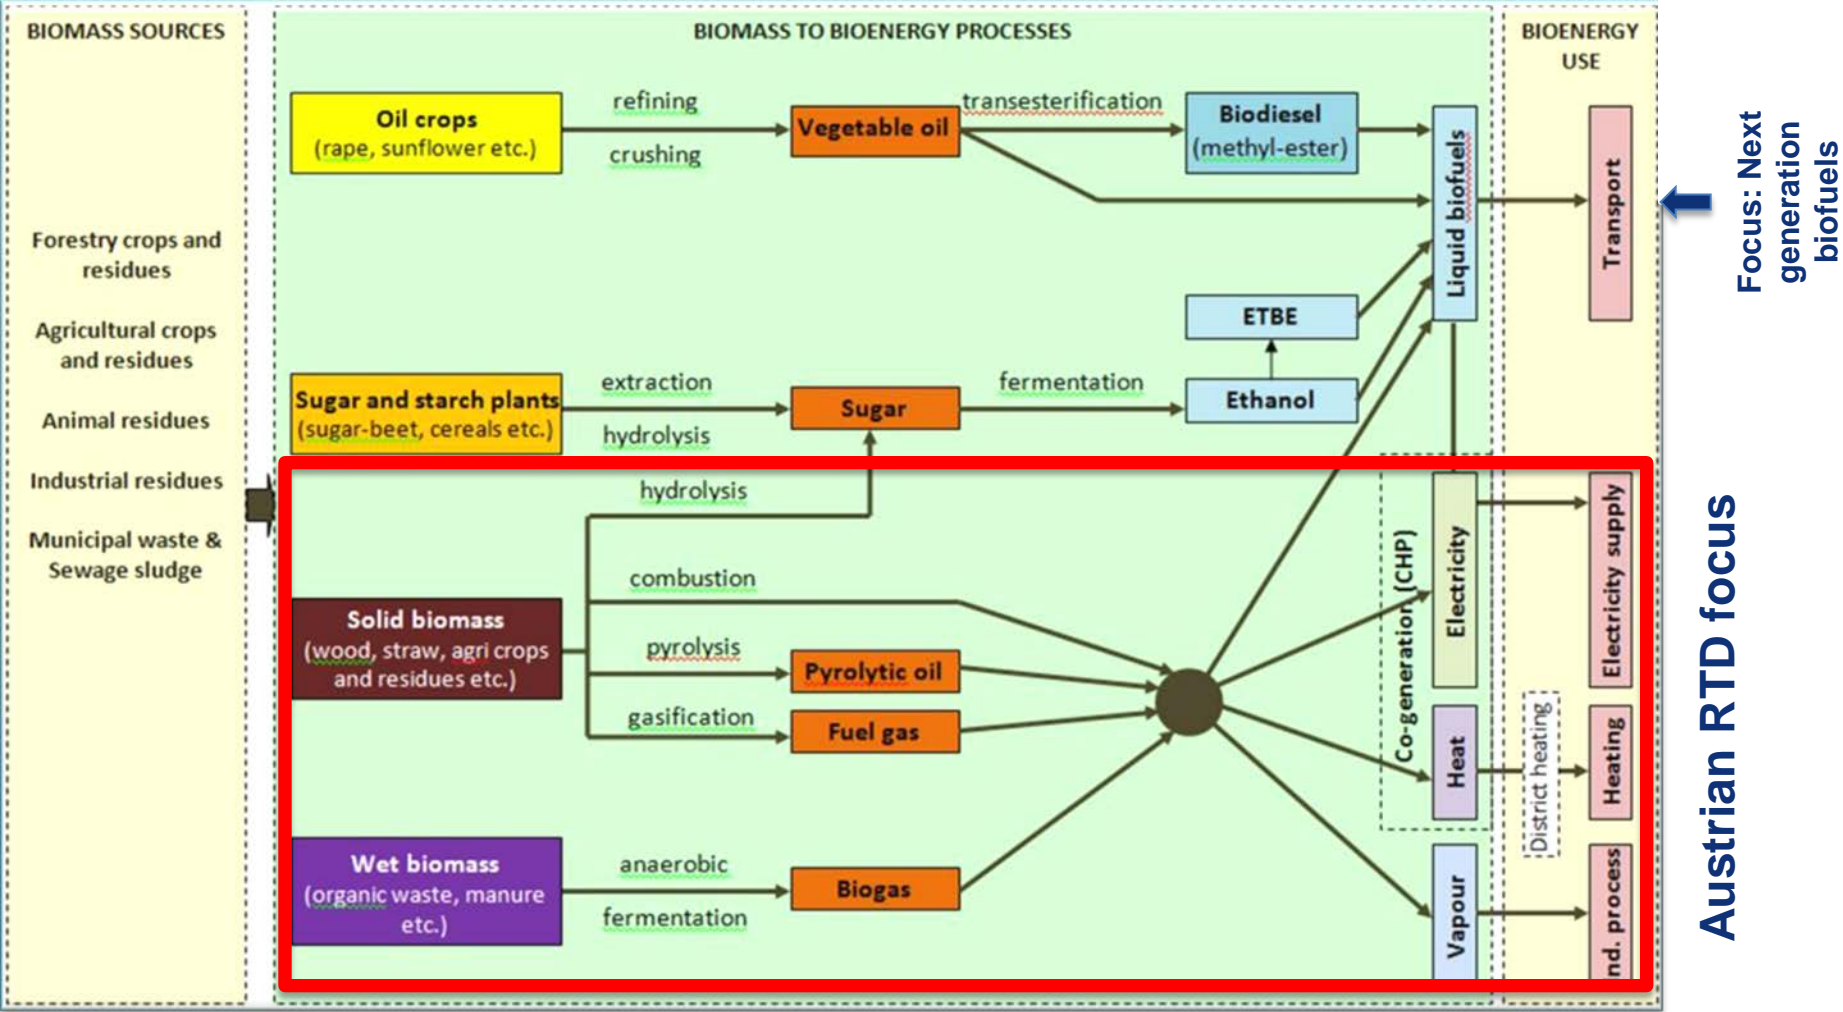 BIOMASS SOURCES
Forestry crops and
residues
Agricultural crops
and residues
Animal residues
Industrial residues
Municipal waste &
Sewage sludge
BIOMASS TO BIOENERGY PROCESSES
Oil crops
(rape, sunflower etc.)
refining
crushing
Vegetable oil
transesterification
Biodiesel
(methyl-ester)
Liquid biofuels
ETBE
Sugar and starch plants
(sugar-beet, cereals etc.)
extraction
hydrolysis
Sugar
fermentation
Ethanol
hydrolysis
combustion
Solid biomass
(wood, straw, agri crops
and residues etc.)
pyrolysis
Pyrolytic oil
gasification
Fuel gas
Wet biomass
(organic waste, manure
etc.)
anaerobic
fermentation
Biogas
Co-generation (CHP)
Electricity
Heat
Vapour
BIOENERGY
USE
Transport
Electricity supply
District heating
Heating
nd. process
Focus: Next
generation
biofuels
Austrian RTD focus